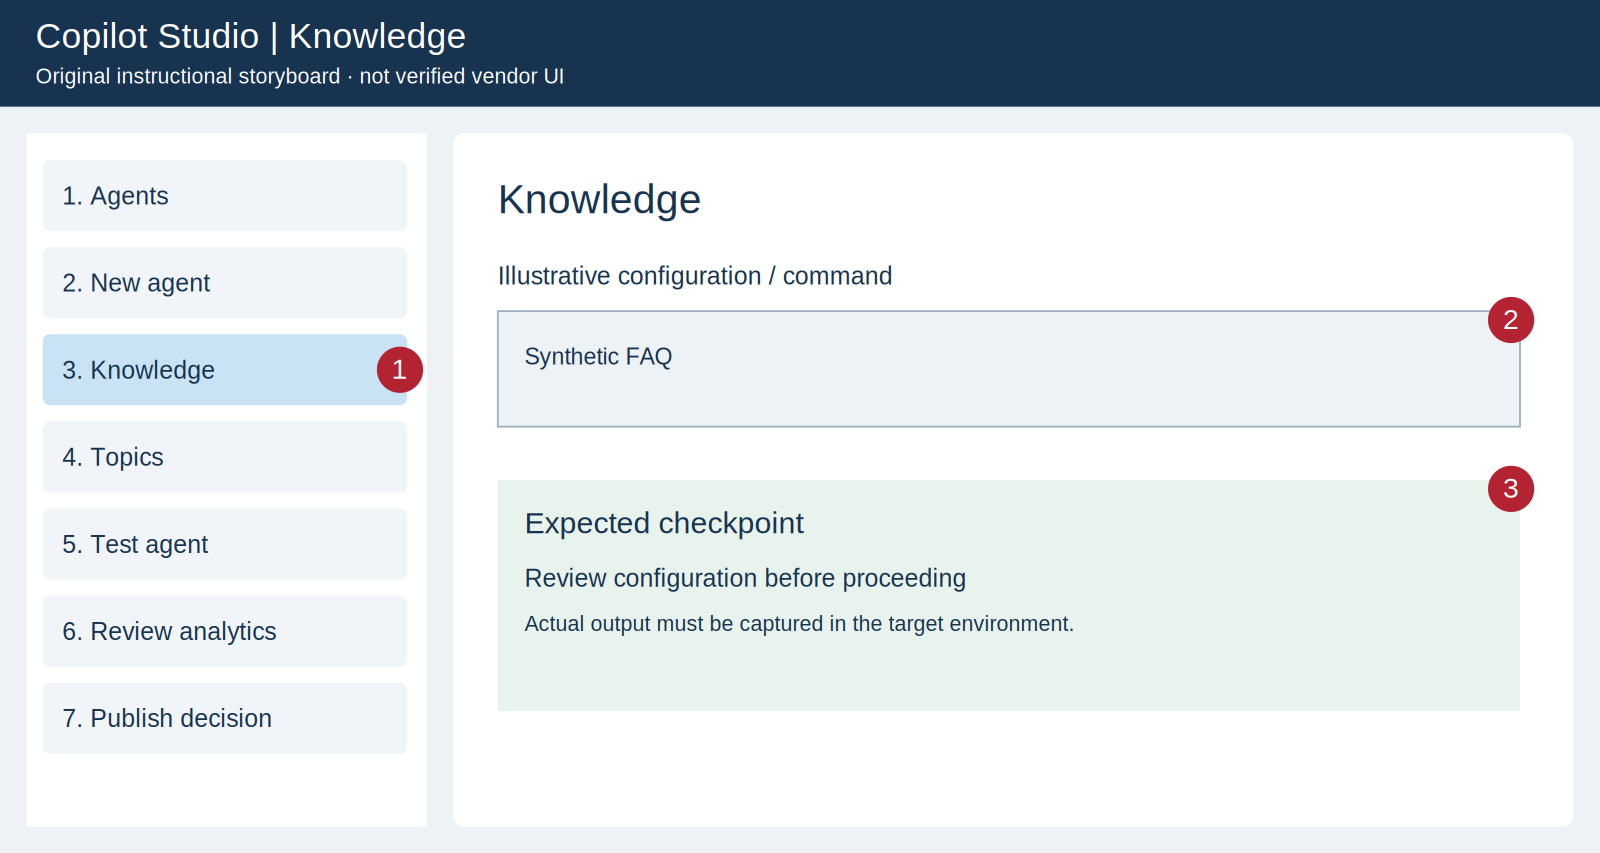 Copilot Studio | Knowledge
Original instructional storyboard · not verified vendor UI
1. Agents
2. New agent
3. Knowledge
1
4. Topics
5. Test agent
6. Review analytics
7. Publish decision
Knowledge
Illustrative configuration / command
2
Synthetic FAQ
3
Expected checkpoint
Review configuration before proceeding
Actual output must be captured in the target environment.